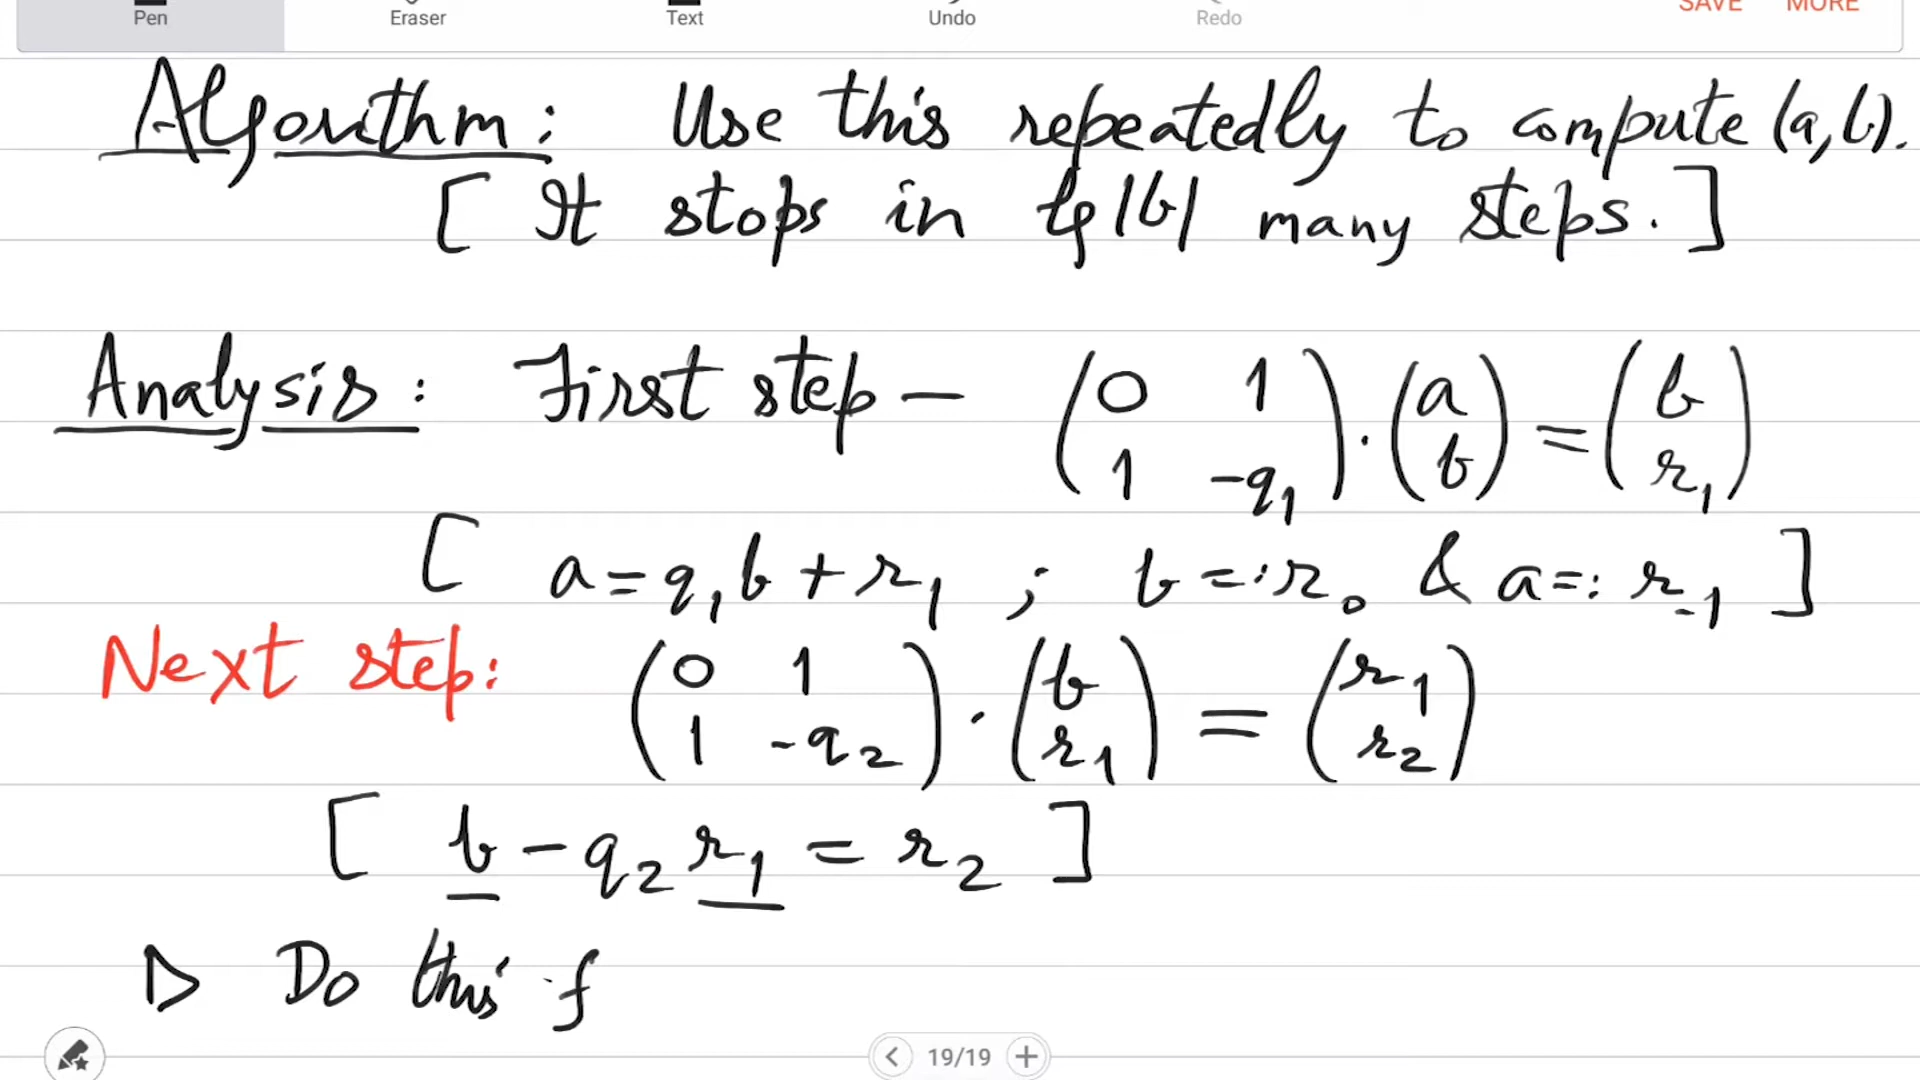 Pen Eraser Text Undo Redo SAVE MORE
Algorithm: Use this repeatedly to compute (a,b).
[ It stops in lg|b| many steps. ]
Analysis: First step — (0 1 ; 1 -q₁) · (a ; b) = (b ; r₁)
[ a = q₁b + r₁ ; b =: r₀ & a =: r₋₁ ]
Next step: (0 1 ; 1 -q₂) · (b ; r₁) = (r₁ ; r₂)
[ b - q₂ r₁ = r₂ ]
▷ Do this f
19/19